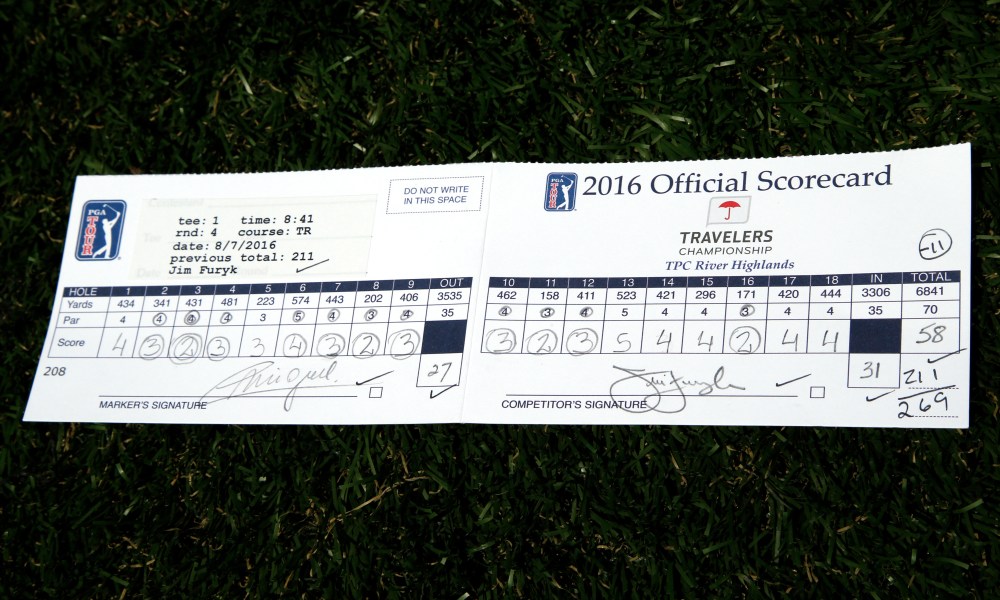 DO NOT WRITE
IN THIS SPACE
PGA
TOUR
tee: 1 time: 8:41
rnd: 4 course: TR
date: 8/7/2016
previous total: 211
Jim Furyk
HOLE 1 2 3 4 5 6 7 8 9 OUT
Yards 434 341 431 481 223 574 443 202 406 3535
Par 4 4 4 4 3 5 4 3 4 35
Score 4 3 2 3 3 4 3 2 3
27
208
MARKER'S SIGNATURE
PGA
TOUR
2016 Official Scorecard
TRAVELERS
CHAMPIONSHIP
TPC River Highlands
-11
10 11 12 13 14 15 16 17 18 IN TOTAL
462 158 411 523 421 296 171 420 444 3306 6841
4 3 4 5 4 4 3 4 4 35 70
3 2 3 5 4 4 2 4 4 58
31 211
269
Jim Furyk
COMPETITOR'S SIGNATURE